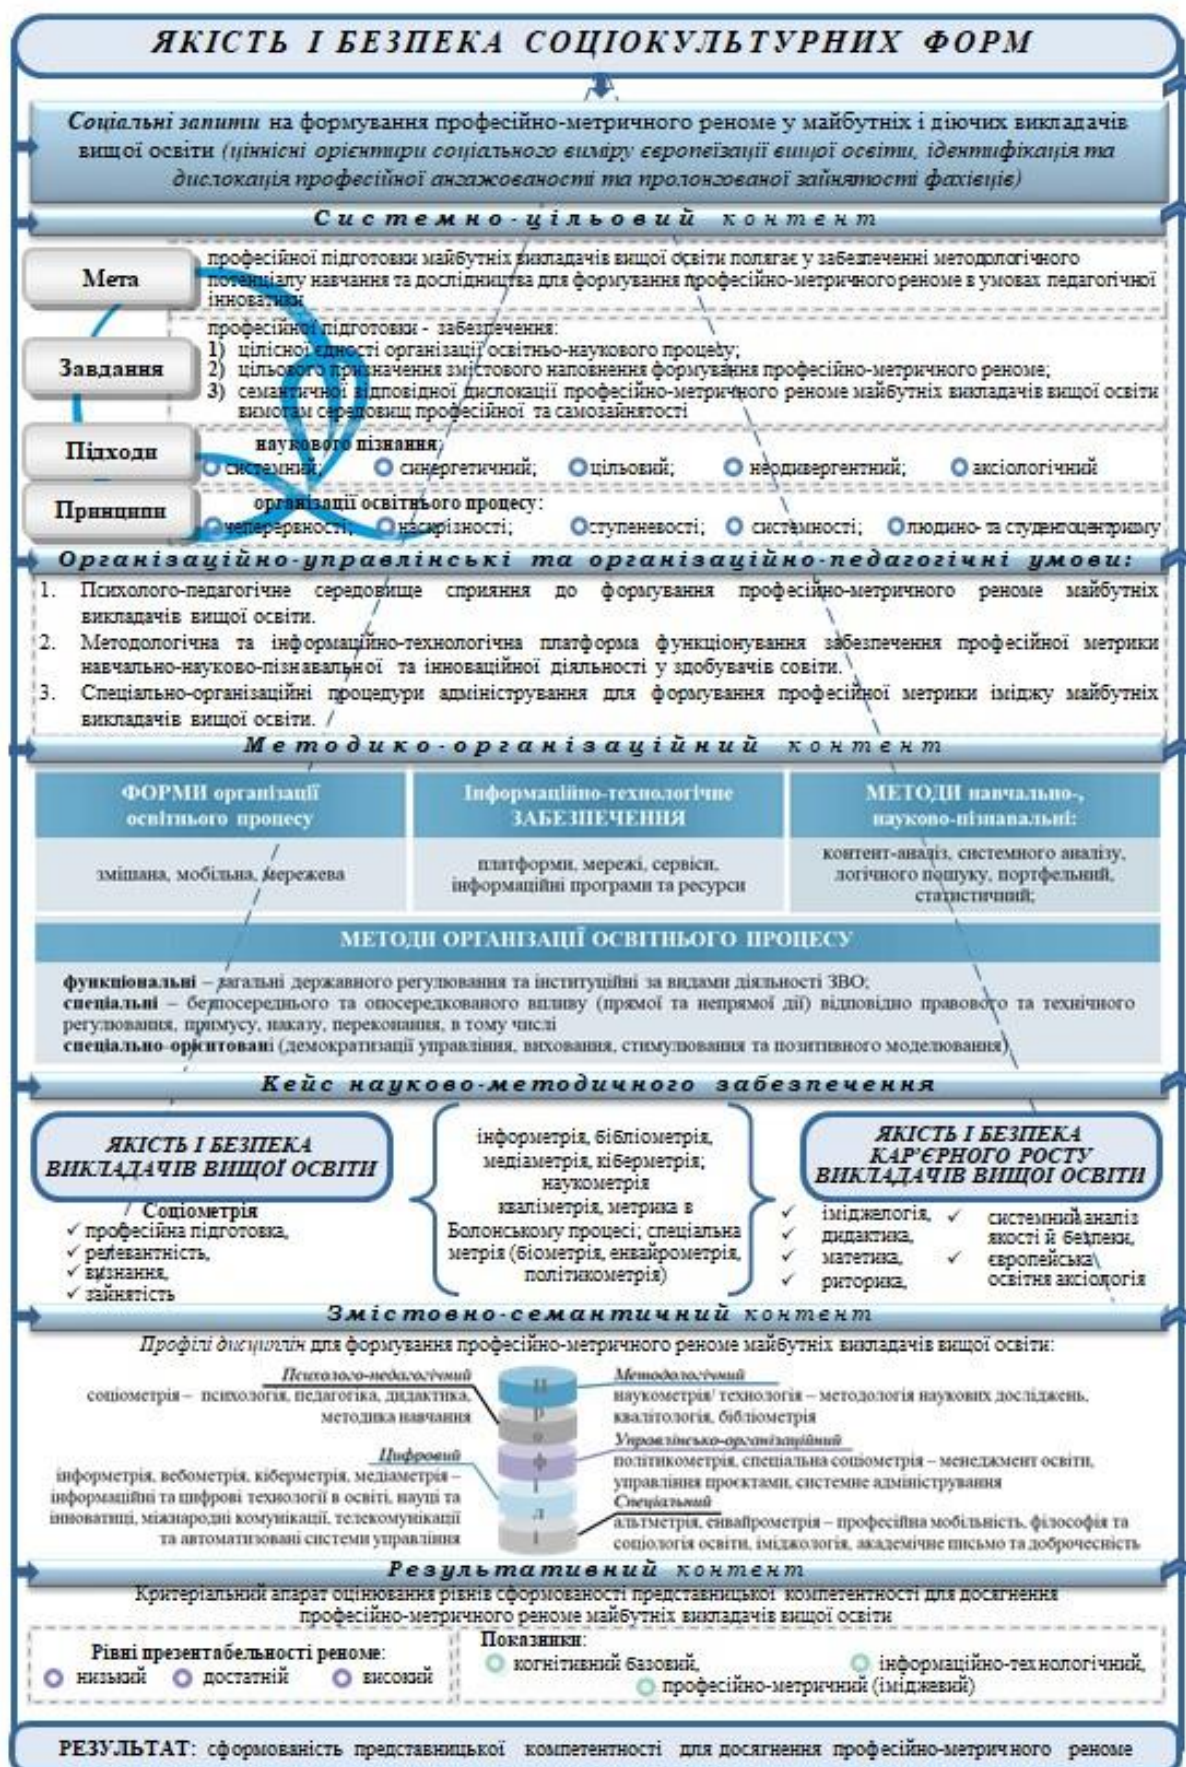 ЯКІСТЬ І БЕЗПЕКА СОЦІОКУЛЬТУРНИХ ФОРМ
Соціальні запити на формування професійно-метричного реноме у майбутніх і діючих викладачів
вищої освіти (ціннісні орієнтири соціального виміру європеїзації вищої освіти, ідентифікація та
дислокація професійної ангажованості та пролонгованої зайнятості фахівців)
Системно-цільовий контент
Мета
професійної підготовки майбутніх викладачів вищої освіти полягає у забезпеченні методологічного
потенціалу навчання та дослідництва для формування професійно-метричного реноме в умовах педагогічної
інноватики
Завдання
професійної підготовки - забезпечення:
1) цілісної єдності організації освітньо-наукового процесу;
2) цільового призначення змістового наповнення формування професійно-метричного реноме;
3) семантичної відповідної дислокації професійно-метричного реноме майбутніх викладачів вищої освіти
вимогам середовищ професійної та самозайнятості
Підходи
наукового пізнання:
системний; синергетичний; цільовий; неодивергентний; аксіологічний
Принципи
організації освітнього процесу:
неперервності; наскрізності; ступеневості; системності; людино- та студентоцентризму
Організаційно-управлінські та організаційно-педагогічні умови:
1. Психолого-педагогічне середовище сприяння до формування професійно-метричного реноме майбутніх
викладачів вищої освіти.
2. Методологічна та інформаційно-технологічна платформа функціонування забезпечення професійної метрики
навчально-науково-пізнавальної та інноваційної діяльності у здобувачів совіти.
3. Спеціально-організаційні процедури адміністрування для формування професійної метрики іміджу майбутніх
викладачів вищої освіти.
Методико-організаційний контент
ФОРМИ організації
освітнього процесу
змішана, мобільна, мережева
Інформаційно-технологічне
ЗАБЕЗПЕЧЕННЯ
платформи, мережі, сервіси,
інформаційні програми та ресурси
МЕТОДИ навчально-,
науково-пізнавальні:
контент-аналіз, системного аналізу,
логічного пошуку, портфельний,
статистичний;
МЕТОДИ ОРГАНІЗАЦІЇ ОСВІТНЬОГО ПРОЦЕСУ
функціональні – загальні державного регулювання та інституційні за видами діяльності ЗВО;
спеціальні – безпосереднього та опосередкованого впливу (прямої та непрямої дії) відповідно правового та технічного
регулювання, примусу, наказу, переконання, в тому числі
спеціально-орієнтовані (демократизації управління, виховання, стимулювання та позитивного моделювання)
Кейс науково-методичного забезпечення
ЯКІСТЬ І БЕЗПЕКА
ВИКЛАДАЧІВ ВИЩОЇ ОСВІТИ
Соціометрія
✓ професійна підготовка,
✓ релевантність,
✓ визнання,
✓ зайнятість
інформетрія, бібліометрія,
медіаметрія, кіберметрія;
наукометрія
кваліметрія, метрика в
Болонському процесі; спеціальна
метрія (біометрія, енвайрометрія,
політикометрія)
ЯКІСТЬ І БЕЗПЕКА
КАР'ЄРНОГО РОСТУ
ВИКЛАДАЧІВ ВИЩОЇ ОСВІТИ
✓ іміджелогія,
✓ дидактика,
✓ матетика,
✓ риторика,
✓ системний аналіз
якості й безпеки,
✓ європейська
освітня аксіологія
Змістовно-семантичний контент
Профілі дисциплін для формування професійно-метричного реноме майбутніх викладачів вищої освіти:
Психолого-педагогічний
соціометрія – психологія, педагогіка, дидактика,
методика навчання
Цифровий
інформетрія, вебометрія, кіберметрія, медіаметрія –
інформаційні та цифрові технології в освіті, науці та
інноватиці, міжнародні комунікації, телекомунікації
та автоматизовані системи управління
П
р
о
ф
і
л
і
Методологічний
наукометрія/ технологія – методологія наукових досліджень,
квалітологія, бібліометрія
Управлінсько-організаційний
політикометрія, спеціальна соціометрія – менеджмент освіти,
управління проєктами, системне адміністрування
Спеціальний
альтметрія, енвайрометрія – професійна мобільність, філософія та
соціологія освіти, іміджологія, академічне письмо та доброчесність
Результативний контент
Критеріальний апарат оцінювання рівнів сформованості представницької компетентності для досягнення
професійно-метричного реноме майбутніх викладачів вищої освіти
Рівні презентабельності реноме:
низький достатній високий
Показники:
когнітивний базовий, інформаційно-технологічний,
професійно-метричний (іміджевий)
РЕЗУЛЬТАТ: сформованість представницької компетентності для досягнення професійно-метричного реноме